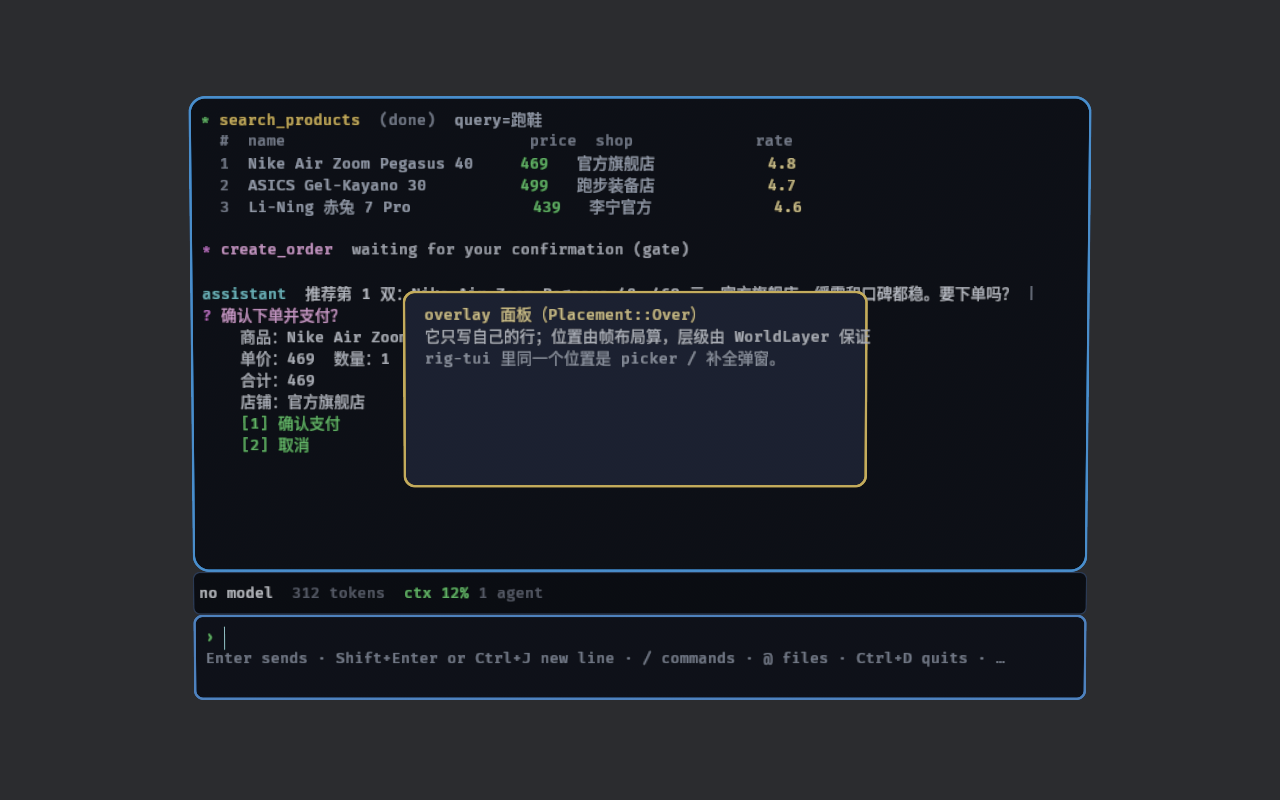 * search_products (done) query=跑鞋
# name price shop rate
1 Nike Air Zoom Pegasus 40 469 官方旗舰店 4.8
2 ASICS Gel-Kayano 30 499 跑步装备店 4.7
3 Li-Ning 赤兔 7 Pro 439 李宁官方 4.6
* create_order waiting for your confirmation (gate)
assistant 推荐第 1 双: 口碑都稳。要下单吗? |
? 确认下单并支付?
商品: Nike Air Zoom
单价: 469 数量: 1
合计: 469
店铺: 官方旗舰店
[1] 确认支付
[2] 取消
overlay 面板 (Placement::Over)
它只写自己的行; 位置由帧布局算, 层级由 WorldLayer 保证
rig-tui 里同一个位置是 picker / 补全弹窗。
no model 312 tokens ctx 12% 1 agent
›
Enter sends · Shift+Enter or Ctrl+J new line · / commands · @ files · Ctrl+D quits · …